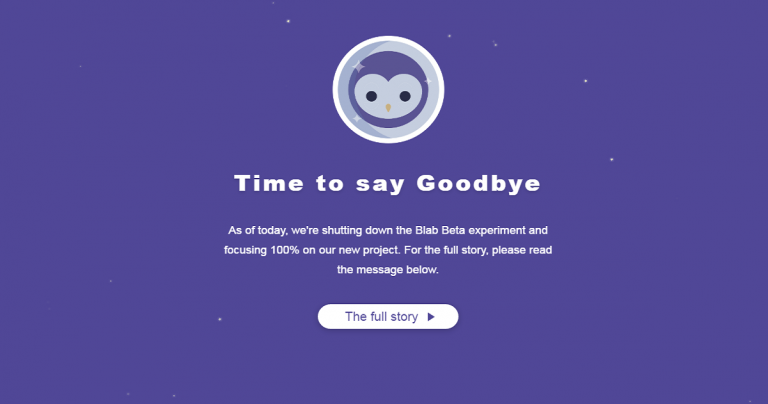 Time to say Goodbye
As of today, we're shutting down the Blab Beta experiment and
focusing 100% on our new project. For the full story, please read
the message below.
The full story